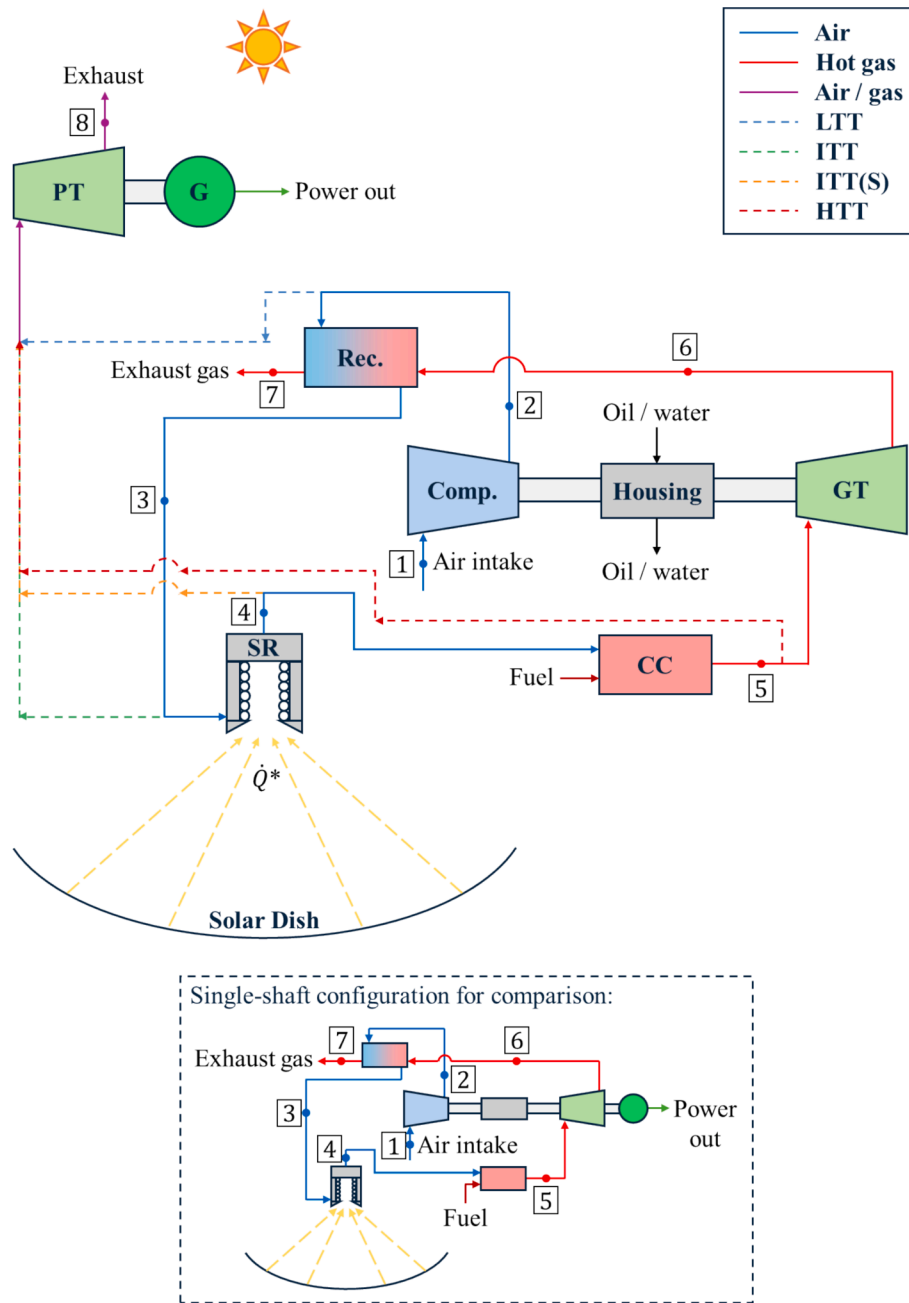 Air
Hot gas
Air / gas
LTT
ITT
ITT(S)
HTT
Exhaust
8
PT
G
Power out
Rec.
Exhaust gas
7
6
2
Oil / water
3
Comp.
Housing
GT
1
Air intake
Oil / water
4
SR
CC
Fuel
5
Q̇*
Solar Dish
Single-shaft configuration for comparison:
7
6
Exhaust gas
2
3
Power
out
1
Air intake
4
5
Fuel